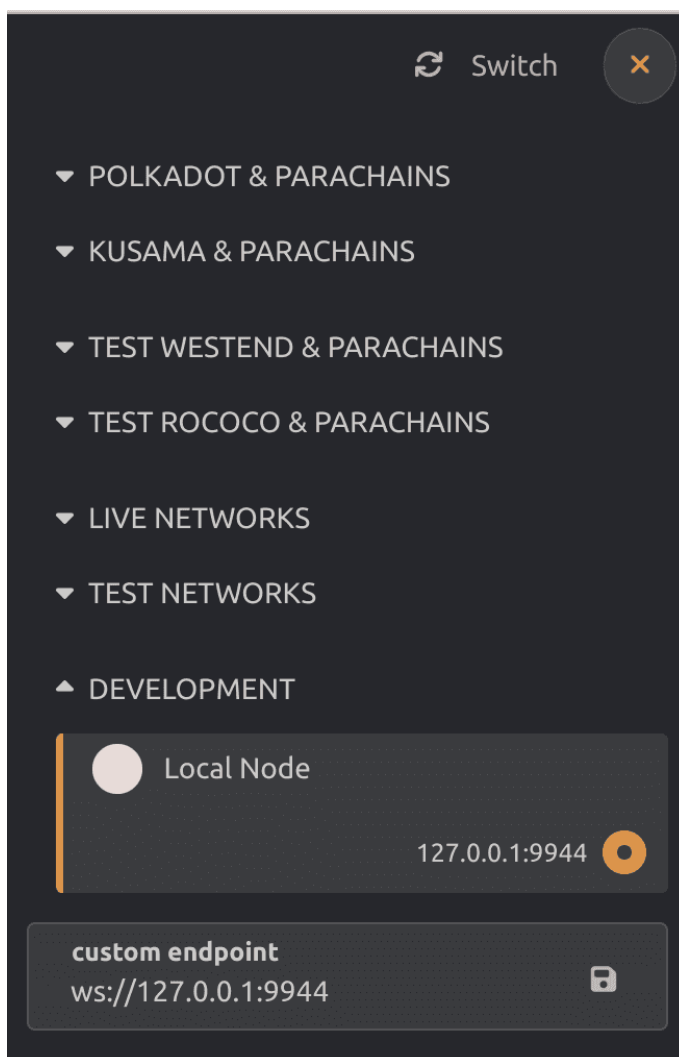 Switch
POLKADOT & PARACHAINS
KUSAMA & PARACHAINS
TEST WESTEND & PARACHAINS
TEST ROCOCO & PARACHAINS
LIVE NETWORKS
TEST NETWORKS
DEVELOPMENT
Local Node
127.0.0.1:9944
custom endpoint
ws://127.0.0.1:9944